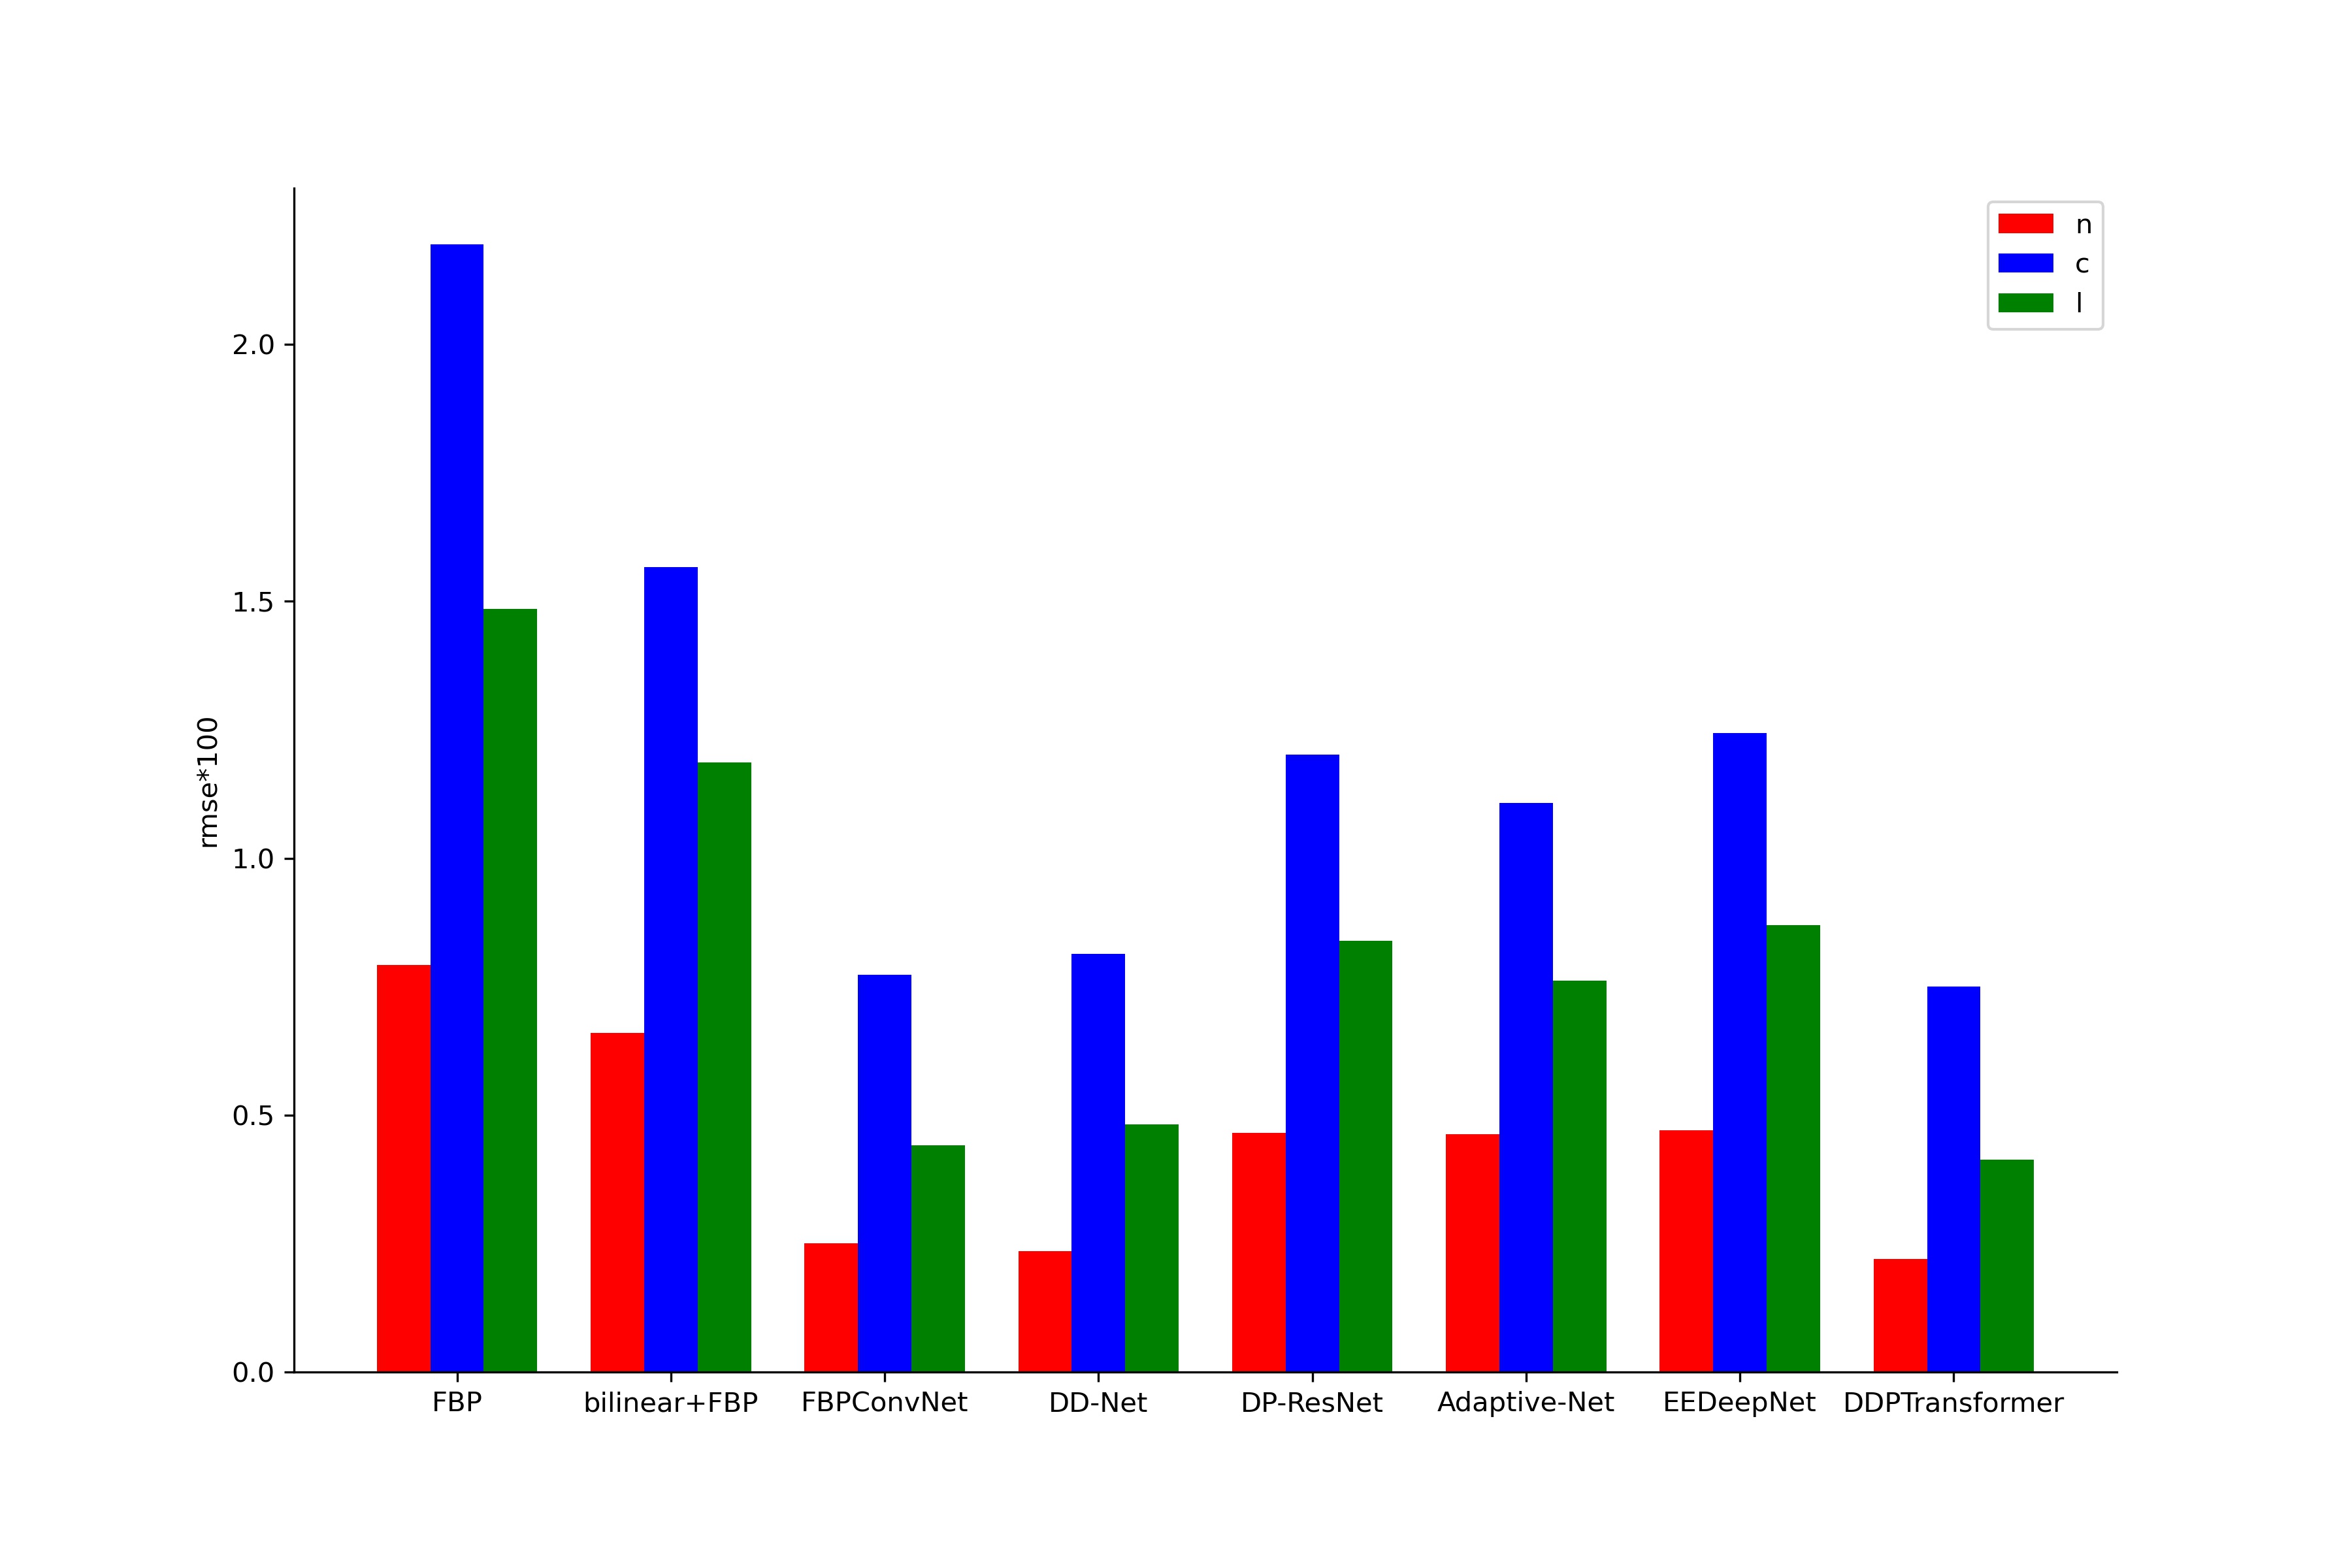 n
c
l
2.0
1.5
1.0
0.5
0.0
rmse*100
FBP bilinear+FBP FBPConvNet DD-Net DP-ResNet Adaptive-Net EEDeepNet DDPTransformer